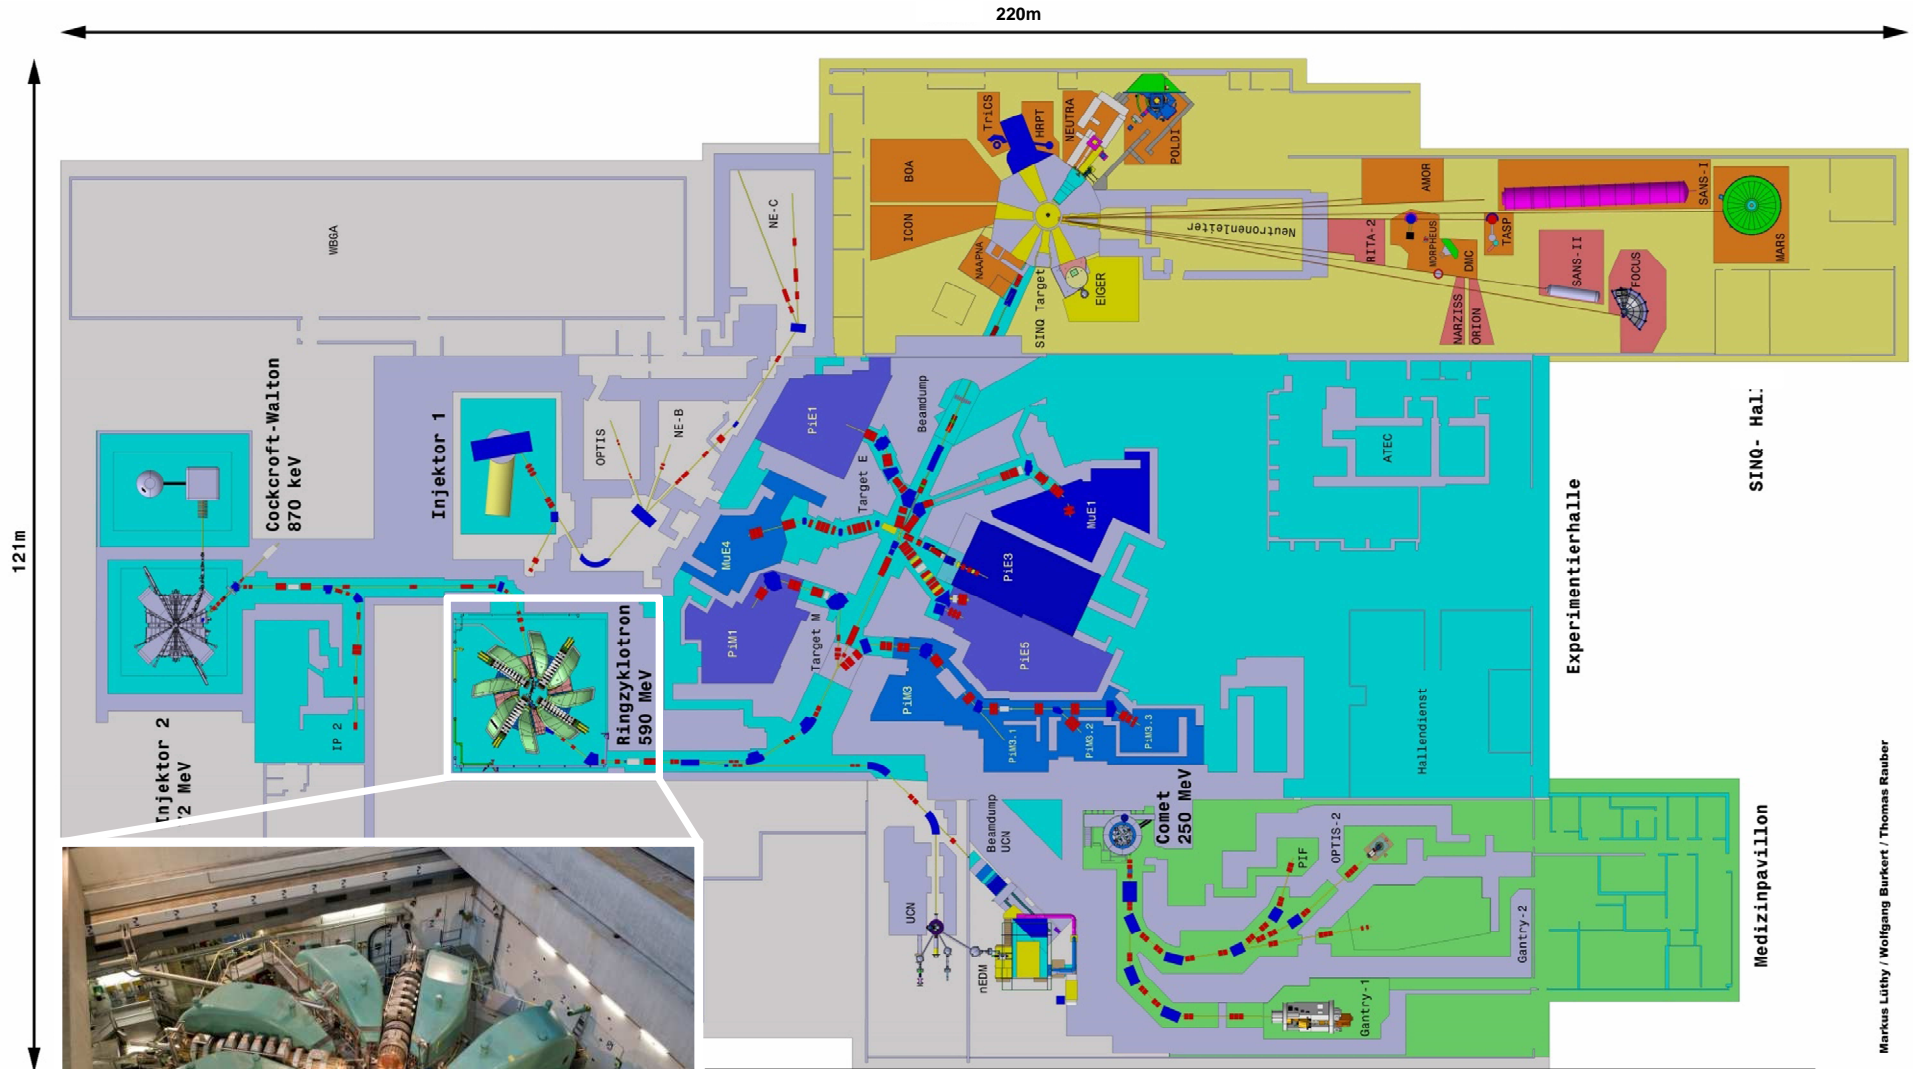 220m
121m
WBGA
NE-C
BOA
ICON
TriCS
HRPT
NEUTRA
POLDI
NAAPNA
SINQ Target
EIGER
Neutronenleiter
AMOR
RITA-2
MORPHEUS
DMC
TASP
SANS-I
MARS
SANS-II
FOCUS
NARZISS
ORION
Cockcroft-Walton
870 keV
Injektor 1
OPTIS
NE-B
PiE1
Beamdump
Target E
MuE4
MuE1
PiE3
PiE5
PiM1
Target M
PiM3
PiM3.1
PiM3.2
PiM3.3
ATEC
Hallendienst
Experimentierhalle
SINQ- Hal
Injektor 2
2 MeV
IP 2
Ringzyklotron
590 MeV
Beamdump
UCN
UCN
nEDM
Comet
250 MeV
PIF
OPTIS-2
Gantry-2
Gantry-1
Medizinpavillon
Markus Lüthy / Wolfgang Burkert / Thomas Rauber